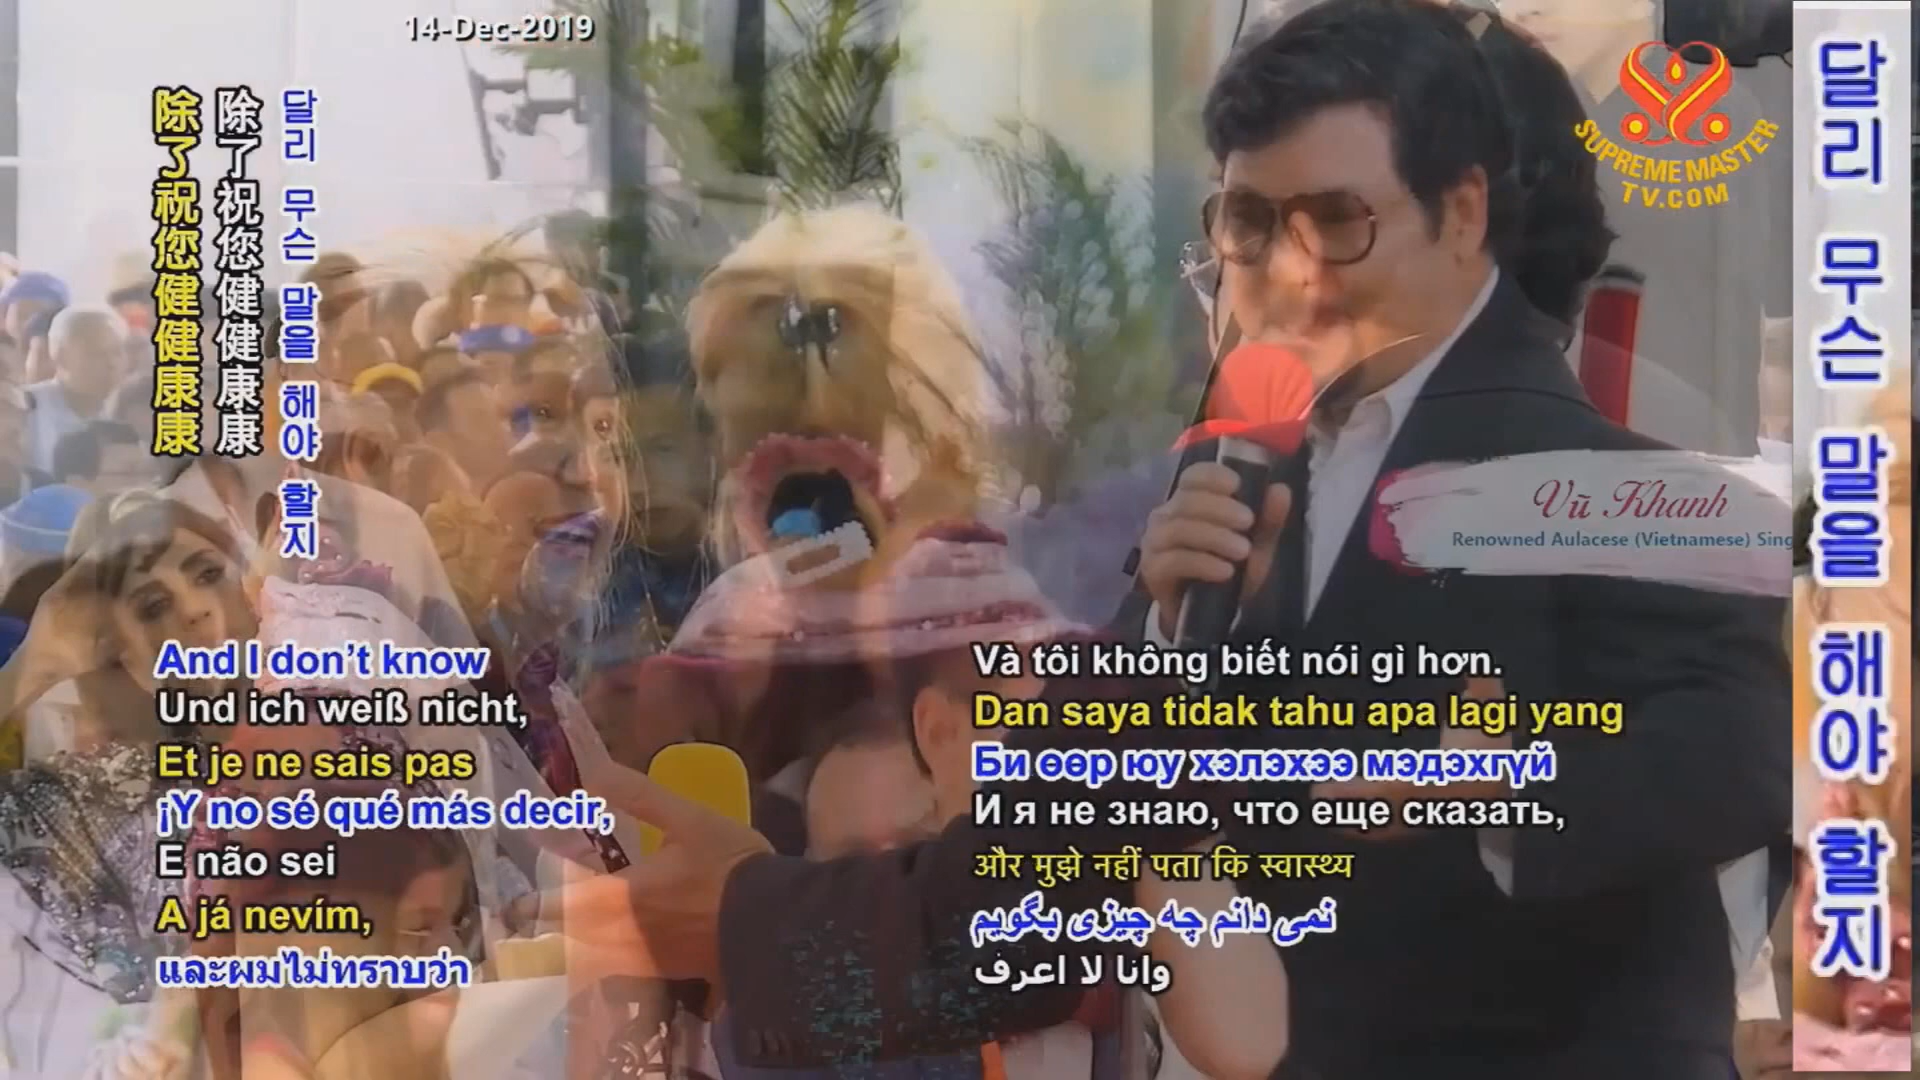 14-Dec-2019
除了祝您健健康康
除了祝您健健康康
달리 무슨 말을 해야 할지
SUPREME MASTER
TV.COM
Vũ Khanh
Renowned Aulacese (Vietnamese) Sing
And I don't know
Und ich weiß nicht,
Et je ne sais pas
¡Y no sé qué más decir,
E não sei
A já nevím,
และผมไม่ทราบว่า
Và tôi không biết nói gì hơn.
Dan saya tidak tahu apa lagi yang
Би өөр юу хэлэхээ мэдэхгүй
И я не знаю, что еще сказать,
और मुझे नहीं पता कि स्वास्थ्य
نمی دانم چه چیزی بگویم
وانا لا اعرف
달리 무슨 말을 해야 할지